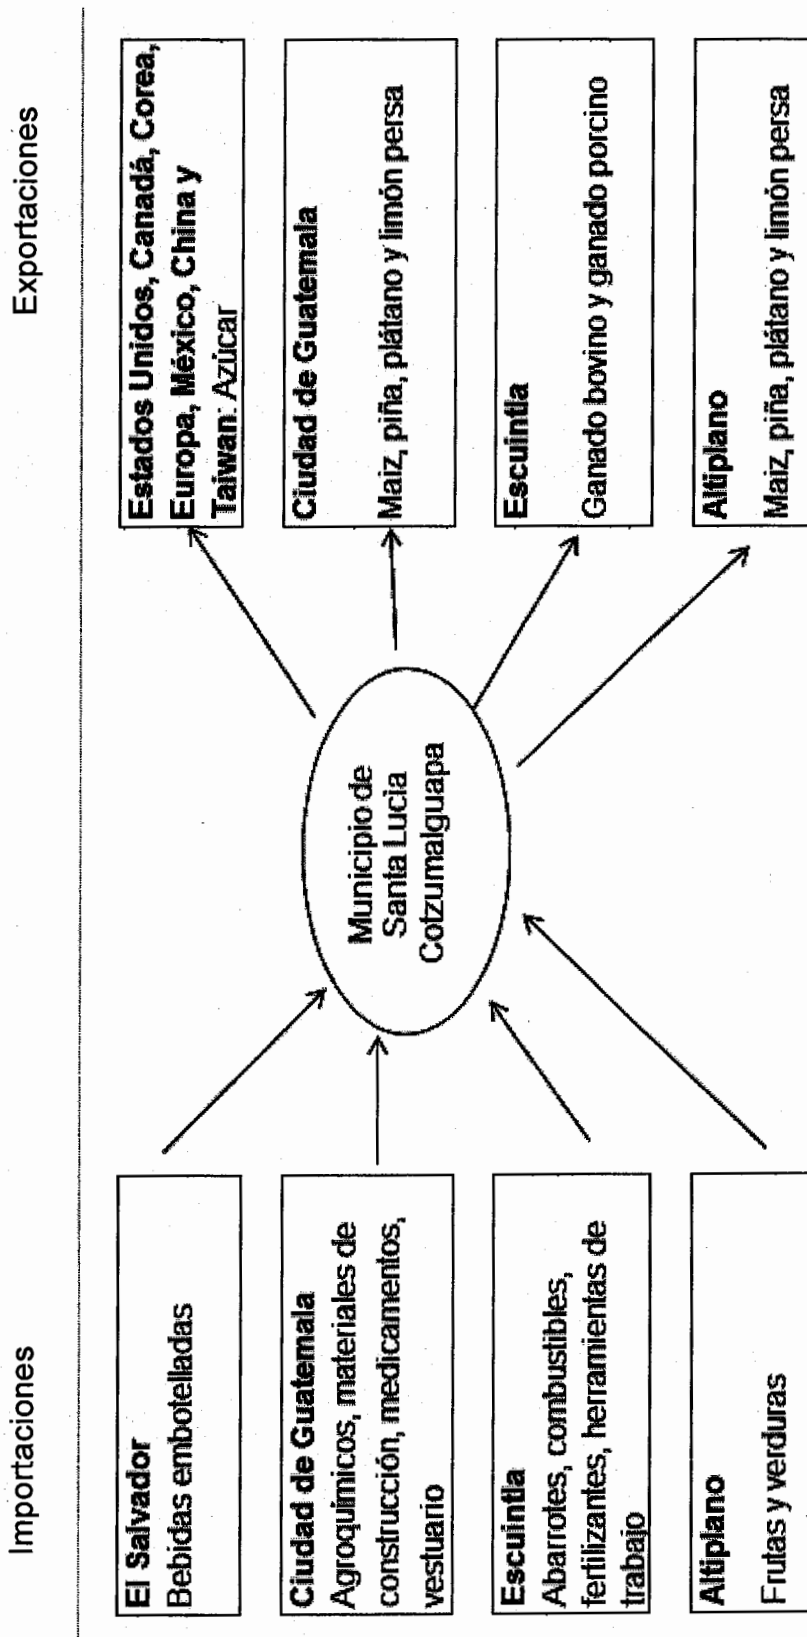 Importaciones
Exportaciones
El Salvador
Bebidas embotelladas
Ciudad de Guatemala
Agroquímicos, materiales de
construcción, medicamentos,
vestuario
Escuintla
Abarrotes, combustibles,
fertilizantes, herramientas de
trabajo
Altiplano
Frutas y verduras
Municipio de
Santa Lucia
Cotzumalguapa
Estados Unidos, Canadá, Corea,
Europa, México, China y
Taiwan: Azúcar
Ciudad de Guatemala
Maiz, piña, plátano y limón persa
Escuintla
Ganado bovino y ganado porcino
Altiplano
Maiz, piña, plátano y limón persa